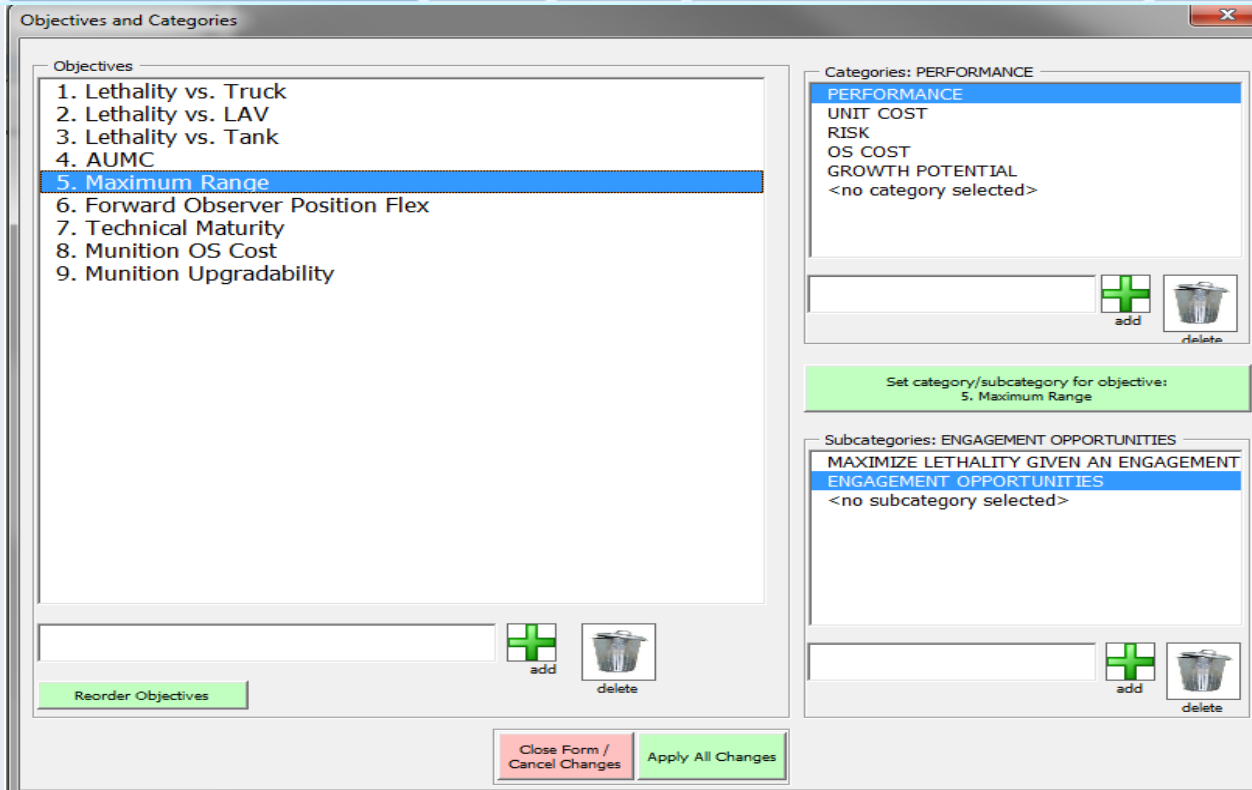 Objectives and Categories
Objectives
1. Lethality vs. Truck
2. Lethality vs. LAV
3. Lethality vs. Tank
4. AUMC
5. Maximum Range
6. Forward Observer Position Flex
7. Technical Maturity
8. Munition OS Cost
9. Munition Upgradability
add
delete
Reorder Objectives
Categories: PERFORMANCE
PERFORMANCE
UNIT COST
RISK
OS COST
GROWTH POTENTIAL
<no category selected>
add
delete
Set category/subcategory for objective:
5. Maximum Range
Subcategories: ENGAGEMENT OPPORTUNITIES
MAXIMIZE LETHALITY GIVEN AN ENGAGEMENT
ENGAGEMENT OPPORTUNITIES
<no subcategory selected>
add
delete
Close Form /
Cancel Changes
Apply All Changes